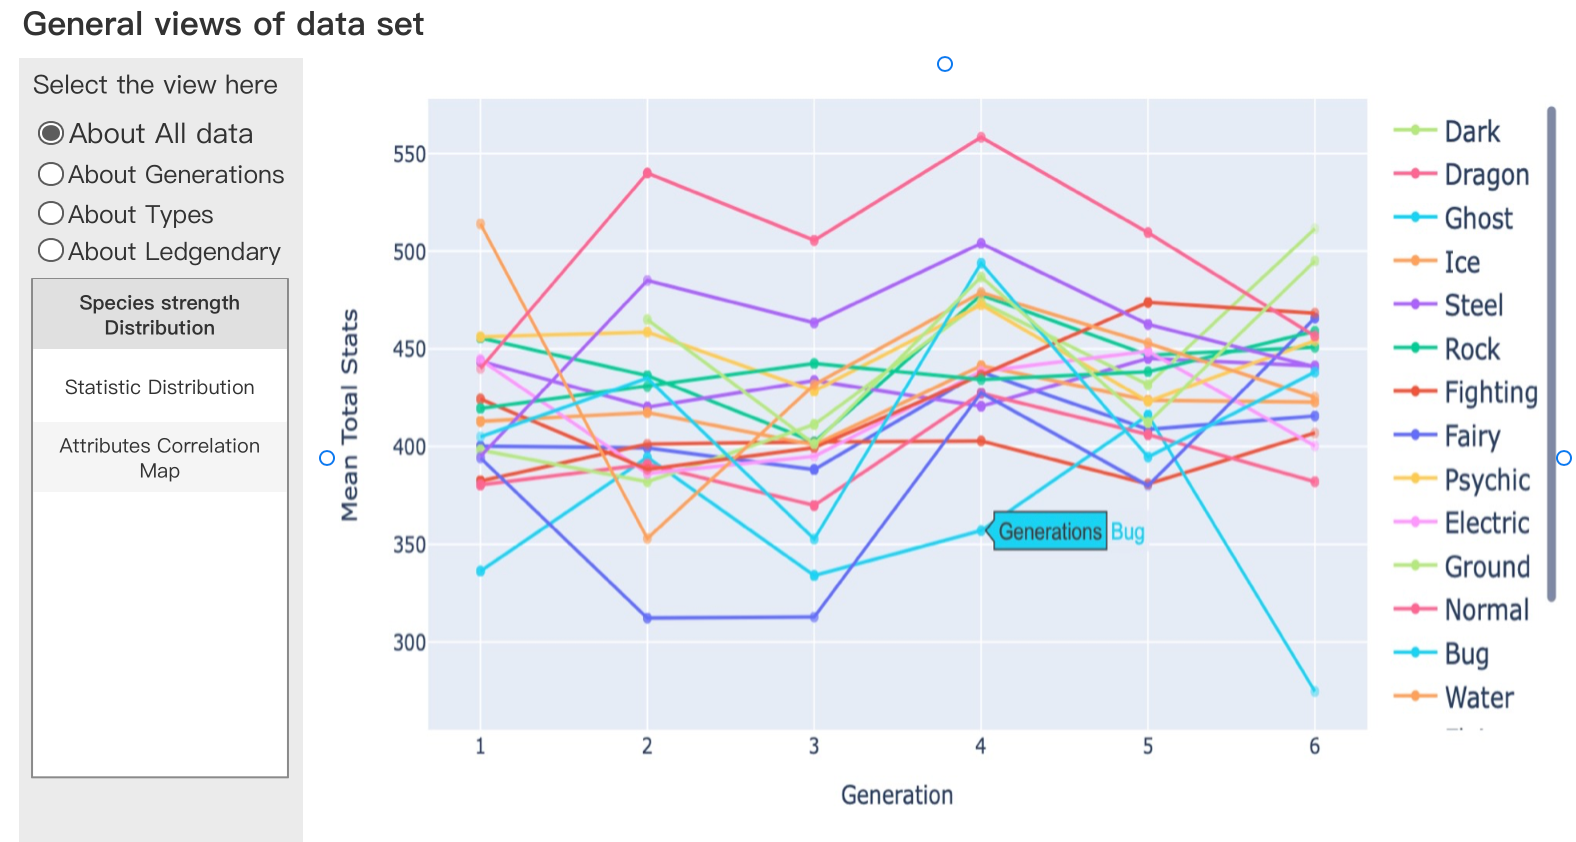 General views of data set
Select the view here
About All data
About Generations
About Types
About Ledgendary
Species strength
Distribution
Statistic Distribution
Attributes Correlation
Map
Mean Total Stats
550
500
450
400
350
300
Generations Bug
1 2 3 4 5 6
Generation
Dark
Dragon
Ghost
Ice
Steel
Rock
Fighting
Fairy
Psychic
Electric
Ground
Normal
Bug
Water